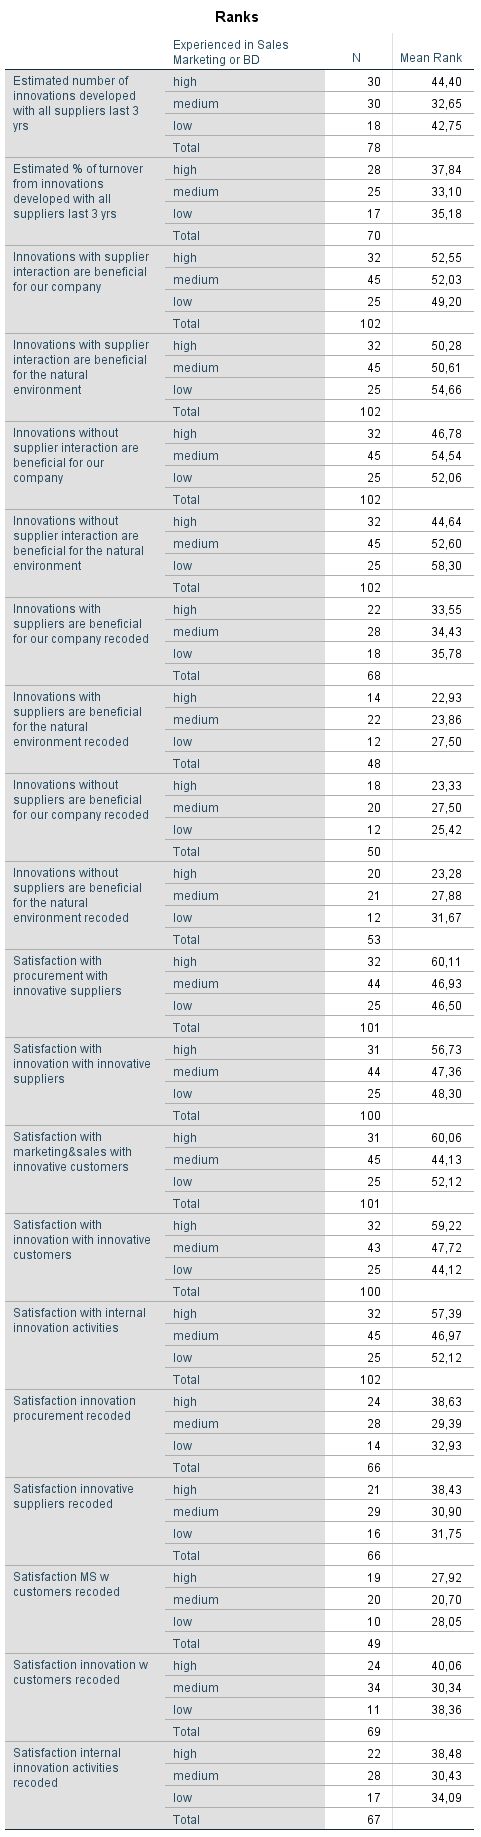 Ranks
Experienced in Sales
Marketing or BD N Mean Rank
Estimated number of
innovations developed
with all suppliers last 3
yrs
high 30 44,40
medium 30 32,65
low 18 42,75
Total 78
Estimated % of turnover
from innovations
developed with all
suppliers last 3 yrs
high 28 37,84
medium 25 33,10
low 17 35,18
Total 70
Innovations with supplier
interaction are beneficial
for our company
high 32 52,55
medium 45 52,03
low 25 49,20
Total 102
Innovations with supplier
interaction are beneficial
for the natural
environment
high 32 50,28
medium 45 50,61
low 25 54,66
Total 102
Innovations without
supplier interaction are
beneficial for our
company
high 32 46,78
medium 45 54,54
low 25 52,06
Total 102
Innovations without
supplier interaction are
beneficial for the natural
environment
high 32 44,64
medium 45 52,60
low 25 58,30
Total 102
Innovations with
suppliers are beneficial
for our company recoded
high 22 33,55
medium 28 34,43
low 18 35,78
Total 68
Innovations with
suppliers are beneficial
for the natural
environment recoded
high 14 22,93
medium 22 23,86
low 12 27,50
Total 48
Innovations without
suppliers are beneficial
for our company recoded
high 18 23,33
medium 20 27,50
low 12 25,42
Total 50
Innovations without
suppliers are beneficial
for the natural
environment recoded
high 20 23,28
medium 21 27,88
low 12 31,67
Total 53
Satisfaction with
procurement with
innovative suppliers
high 32 60,11
medium 44 46,93
low 25 46,50
Total 101
Satisfaction with
innovation with innovative
suppliers
high 31 56,73
medium 44 47,36
low 25 48,30
Total 100
Satisfaction with
marketing&sales with
innovative customers
high 31 60,06
medium 45 44,13
low 25 52,12
Total 101
Satisfaction with
innovation with innovative
customers
high 32 59,22
medium 43 47,72
low 25 44,12
Total 100
Satisfaction with internal
innovation activities
high 32 57,39
medium 45 46,97
low 25 52,12
Total 102
Satisfaction innovation
procurement recoded
high 24 38,63
medium 28 29,39
low 14 32,93
Total 66
Satisfaction innovative
suppliers recoded
high 21 38,43
medium 29 30,90
low 16 31,75
Total 66
Satisfaction MS w
customers recoded
high 19 27,92
medium 20 20,70
low 10 28,05
Total 49
Satisfaction innovation w
customers recoded
high 24 40,06
medium 34 30,34
low 11 38,36
Total 69
Satisfaction internal
innovation activities
recoded
high 22 38,48
medium 28 30,43
low 17 34,09
Total 67